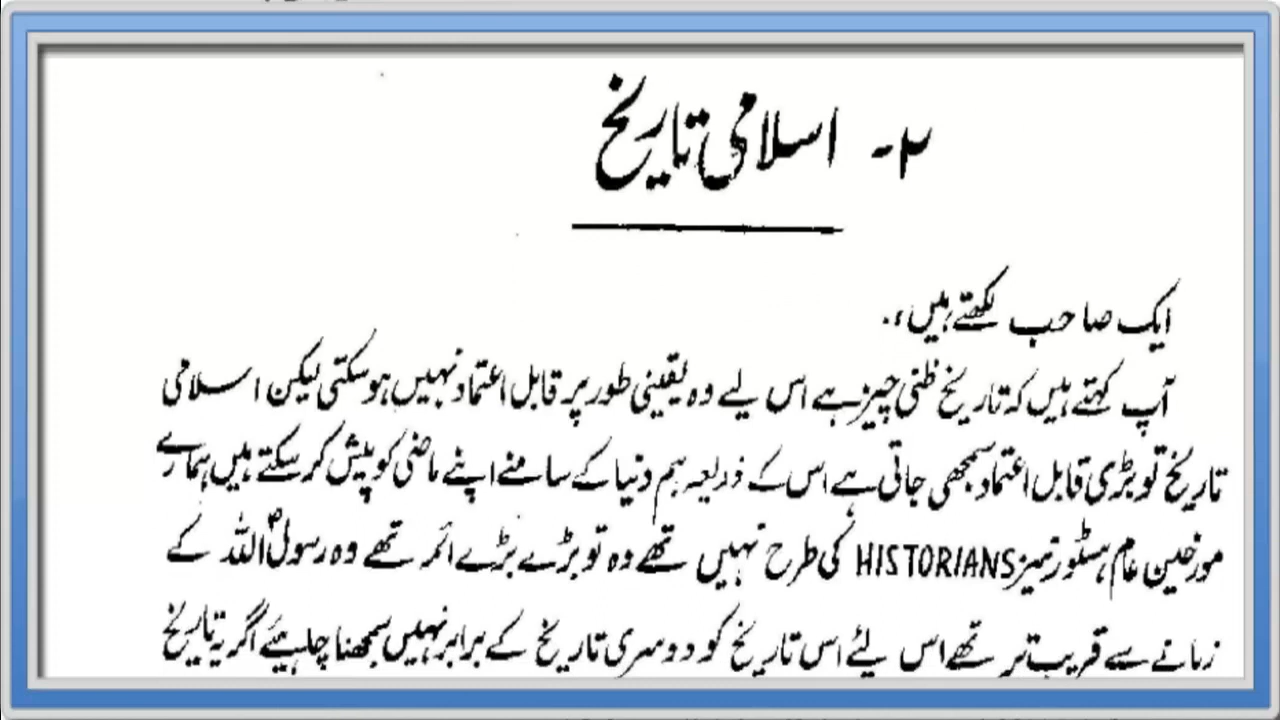 ۲- اسلامی تاریخ
ایک صاحب لکھتے ہیں،
آپ کہتے ہیں کہ تاریخ ظنی چیز ہے اس لیے وہ یقینی طور پر قابل اعتماد نہیں ہو سکتی لیکن اسلامی
تاریخ تو بڑی قابل اعتماد سمجھی جاتی ہے اس کے ذریعہ ہم دنیا کے سامنے اپنے ماضی کو پیش کر سکتے ہیں ہمارے
مورخین عام ہسٹورینیز HISTORIANS کی طرح نہیں تھے وہ تو بڑے بڑے ائمہ تھے وہ رسول اللہ کے
زمانے سے قریب تر تھے اس لئے اس تاریخ کو دوسری تاریخ کے برابر نہیں سمجھنا چاہیئے اگر یہ تاریخ